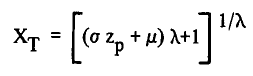 X_T = [(σ z_p + μ) λ+1]^{1/λ}